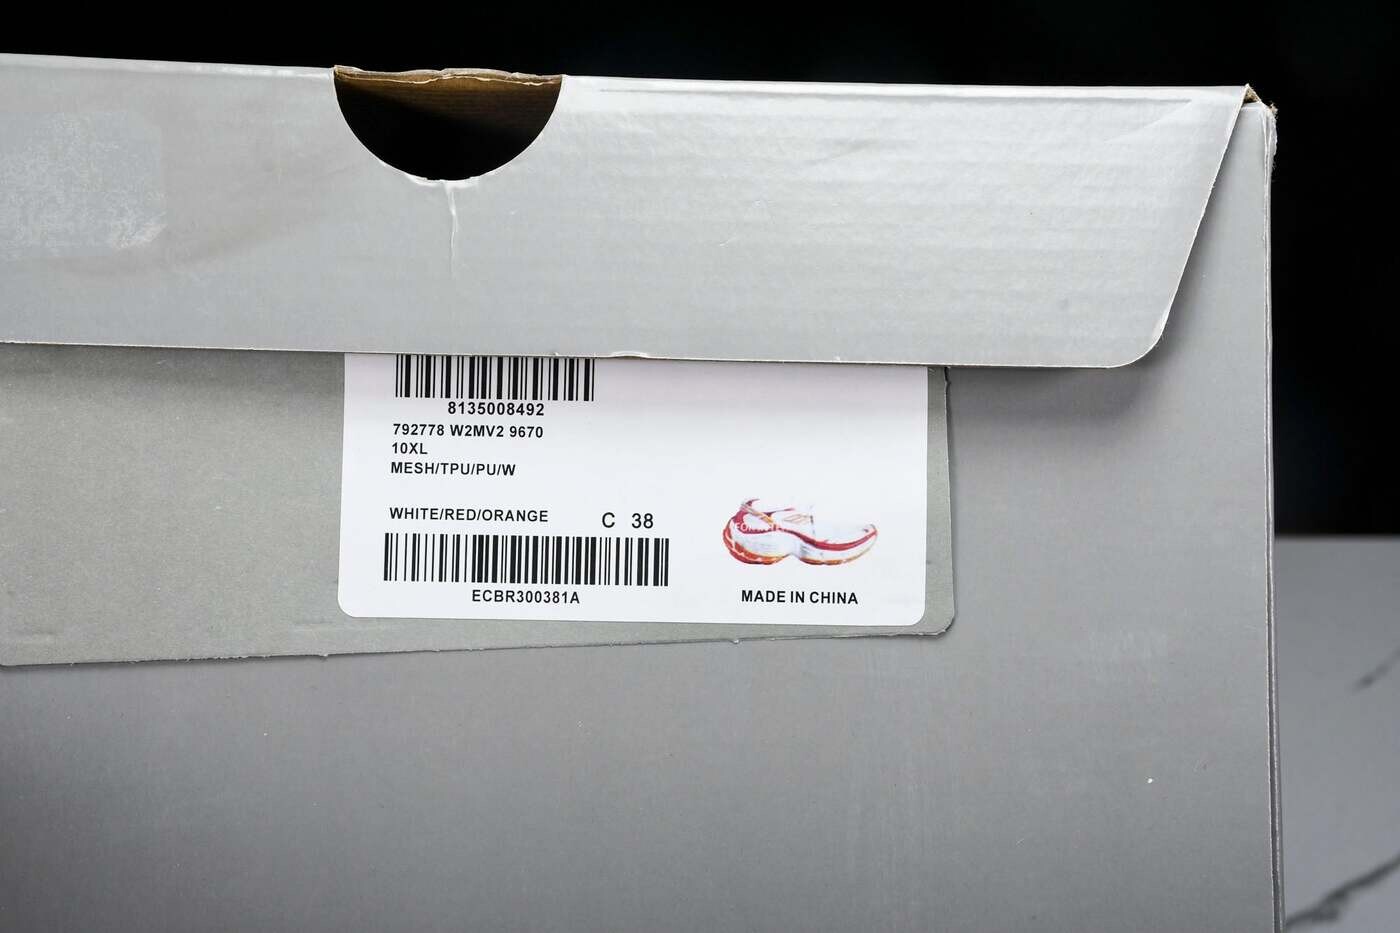 8135008492
792778 W2MV2 9670
10XL
MESH/TPU/PU/W
WHITE/RED/ORANGE C 38
ECBR300381A
MADE IN CHINA